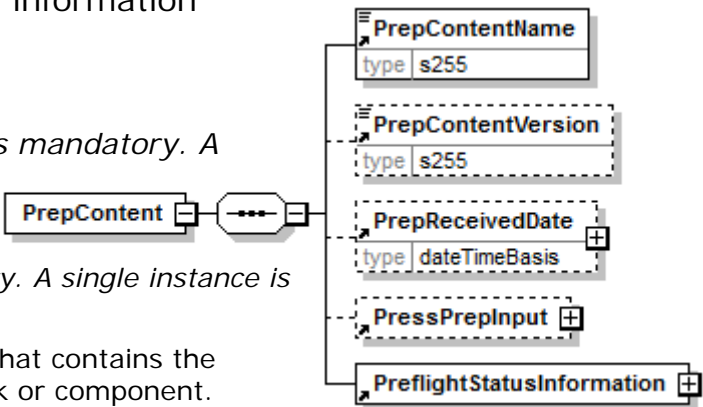 information
s mandatory. A
y. A single instance is
hat contains the
k or component.
PrepContent
PrepContentName
type s255
PrepContentVersion
type s255
PrepReceivedDate
type dateTimeBasis
PressPrepInput
PreflightStatusInformation